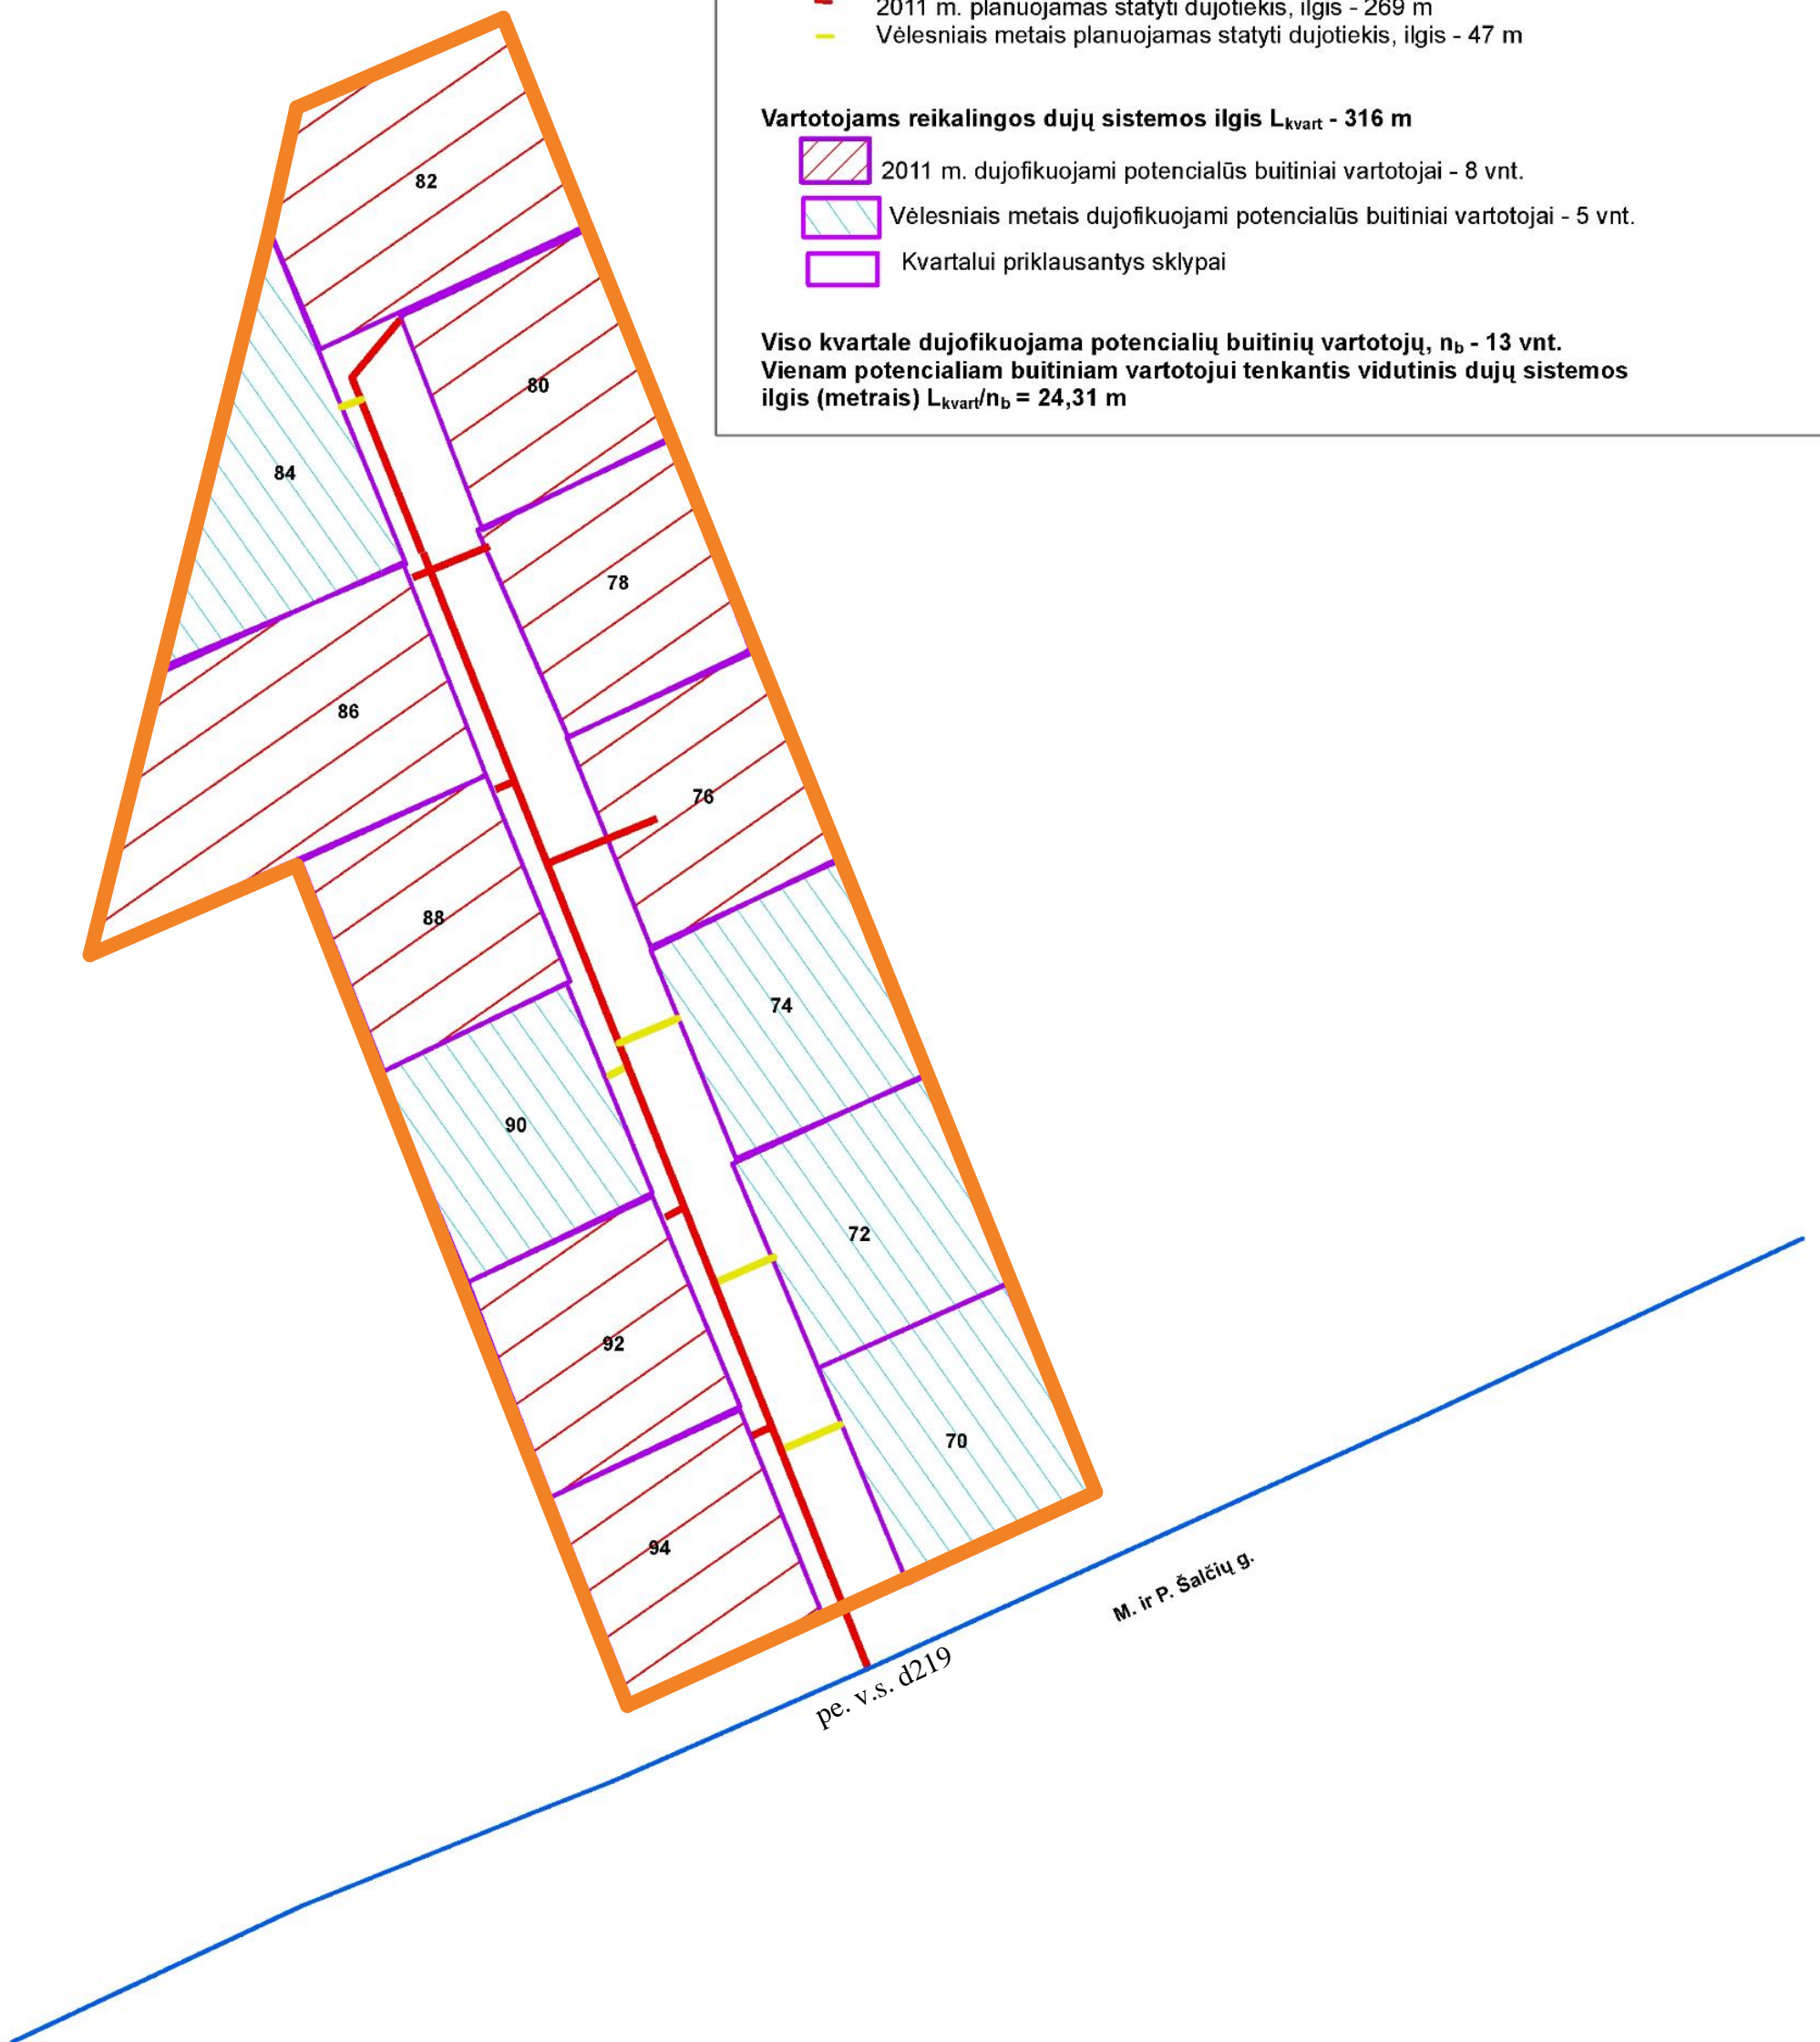 2011 m. planuojamas statyti dujotiekis, ilgis - 269 m
Vėlesniais metais planuojamas statyti dujotiekis, ilgis - 47 m
Vartotojams reikalingos dujų sistemos ilgis Lkvart - 316 m
2011 m. dujofikuojami potencialūs buitiniai vartotojai - 8 vnt.
Vėlesniais metais dujofikuojami potencialūs buitiniai vartotojai - 5 vnt.
Kvartalui priklausantys sklypai
Viso kvartale dujofikuojama potencialių buitinių vartotojų, nb - 13 vnt.
Vienam potencialiam buitiniam vartotojui tenkantis vidutinis dujų sistemos
ilgis (metrais) Lkvart/nb = 24,31 m
82
80
84
78
86
76
88
74
90
72
92
70
94
M. ir P. Šalčių g.
pe. v.s. d219